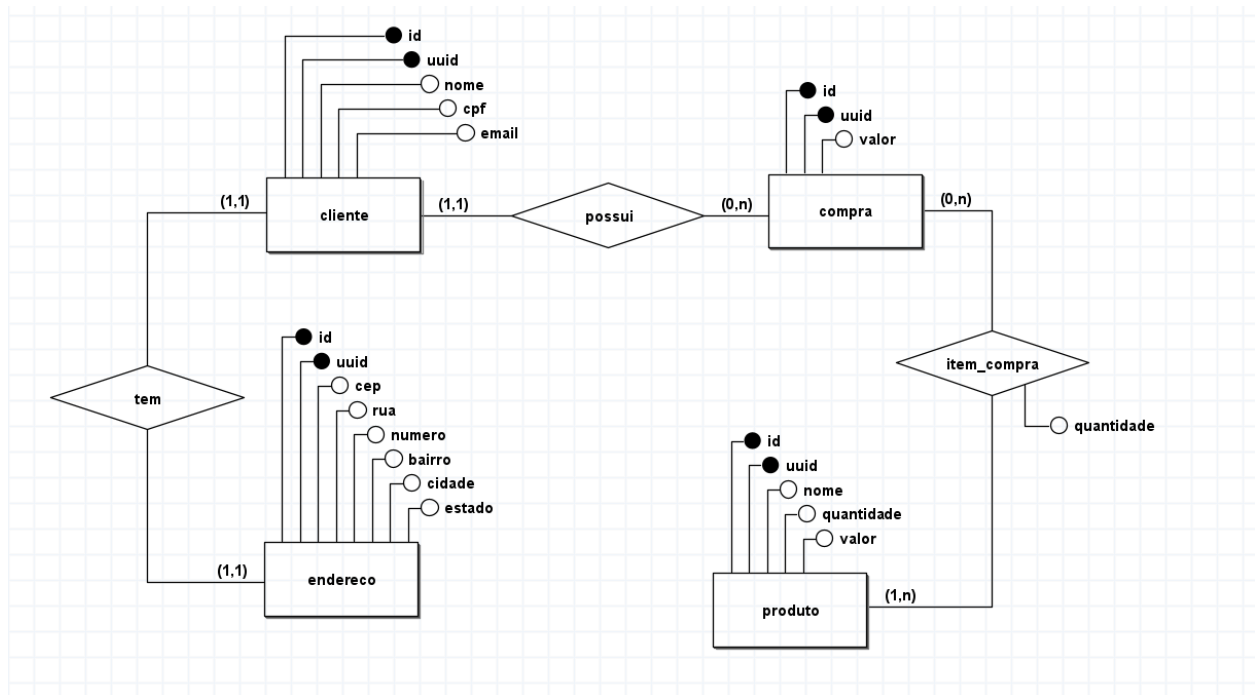 id
uuid
nome
cpf
email
(1,1)
cliente
(1,1)
possui
(0,n)
id
uuid
valor
compra
(0,n)
tem
id
uuid
cep
rua
numero
bairro
cidade
estado
(1,1)
endereco
item_compra
quantidade
id
uuid
nome
quantidade
valor
produto
(1,n)